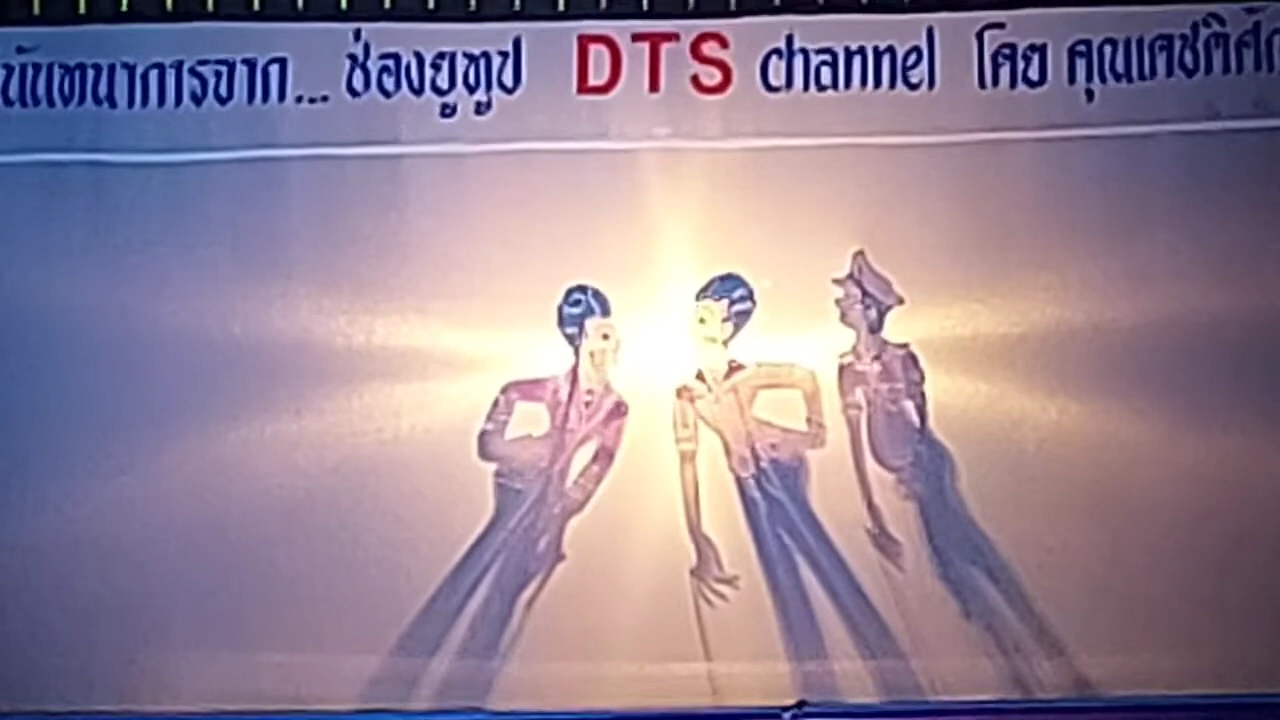 นันทนาการจาก... ช่องยูทูป DTS channel โดย คุณเดชติศั